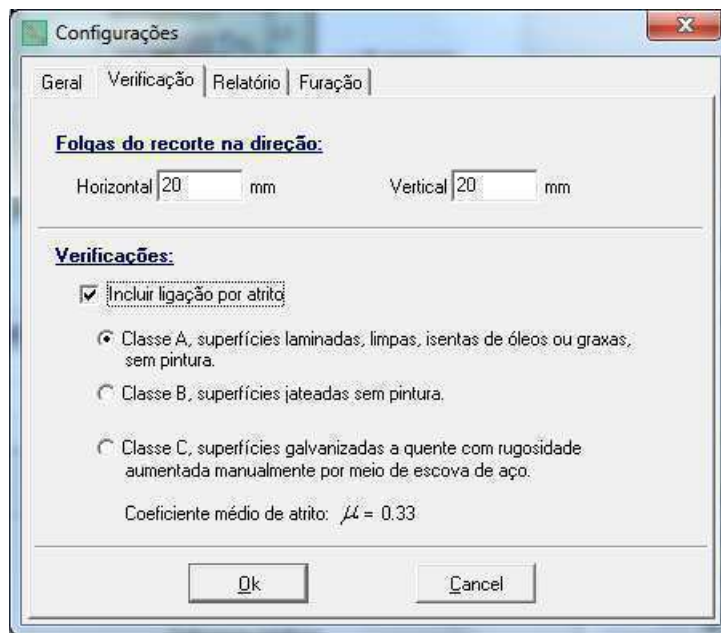 Configurações
Geral Verificação Relatório Furação
Folgas do recorte na direção:
Horizontal 20 mm Vertical 20 mm
Verificações:
Incluir ligação por atrito
Classe A, superfícies laminadas, limpas, isentas de óleos ou graxas,
sem pintura.
Classe B, superfícies jateadas sem pintura.
Classe C, superfícies galvanizadas a quente com rugosidade
aumentada manualmente por meio de escova de aço.
Coeficiente médio de atrito: μ = 0.33
Ok Cancel